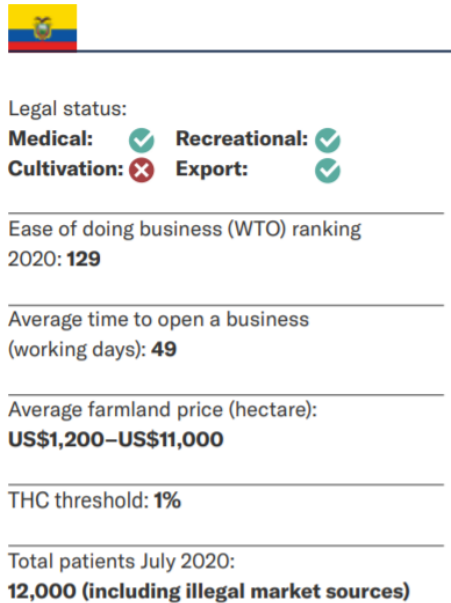 Legal status:
Medical: Recreational:
Cultivation: Export:
Ease of doing business (WTO) ranking
2020: 129
Average time to open a business
(working days): 49
Average farmland price (hectare):
US$1,200–US$11,000
THC threshold: 1%
Total patients July 2020:
12,000 (including illegal market sources)